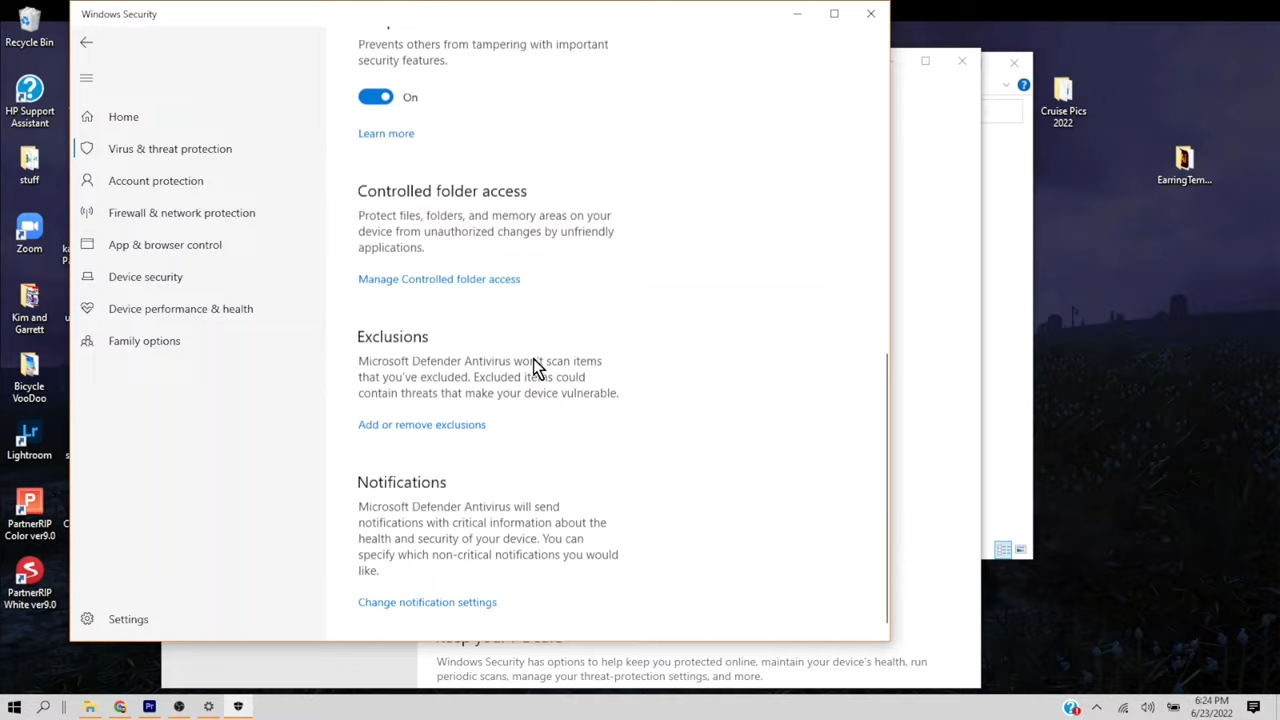 Windows Security
Recycle Bin
HP Support
Assistant
stuff
Zoom
Kim and
Garrett
Bicycle
VooDoo
Lightroom
PartnerRIP
Color ver9.0
PartnerRIP
White ver9.0
Home
Virus & threat protection
Account protection
Firewall & network protection
App & browser control
Device security
Device performance & health
Family options
Settings
Prevents others from tampering with important
security features.
On
Learn more
Controlled folder access
Protect files, folders, and memory areas on your
device from unauthorized changes by unfriendly
applications.
Manage Controlled folder access
Exclusions
Microsoft Defender Antivirus won't scan items
that you've excluded. Excluded items could
contain threats that make your device vulnerable.
Add or remove exclusions
Notifications
Microsoft Defender Antivirus will send
notifications with critical information about the
health and security of your device. You can
specify which non-critical notifications you would
like.
Change notification settings
Windows Security has options to help keep you protected online, maintain your device's health, run
periodic scans, manage your threat-protection settings, and more.
Cruise Pics
2022
EarringTem...
6:24 PM
6/23/2022